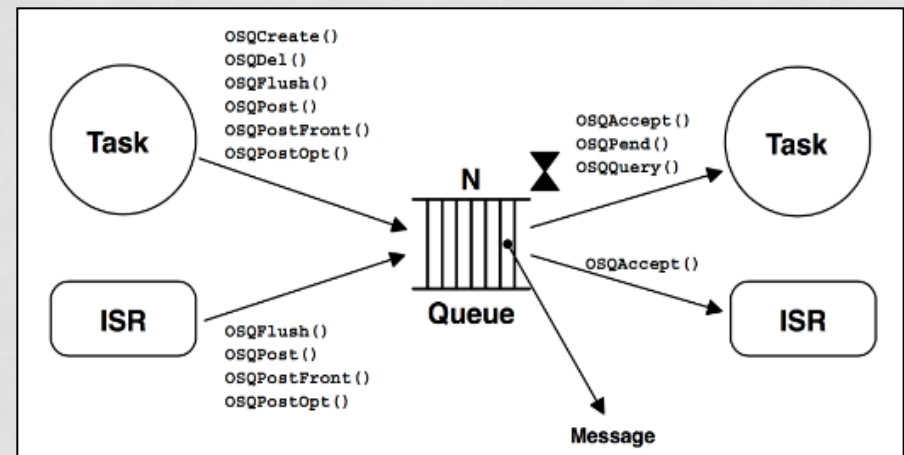 OSQCreate()
OSQDel()
OSQFlush()
OSQPost()
OSQPostFront()
OSQPostOpt()
Task
OSQAccept()
OSQPend()
OSQQuery()
Task
N
Queue
OSQAccept()
ISR
OSQFlush()
OSQPost()
OSQPostFront()
OSQPostOpt()
ISR
Message